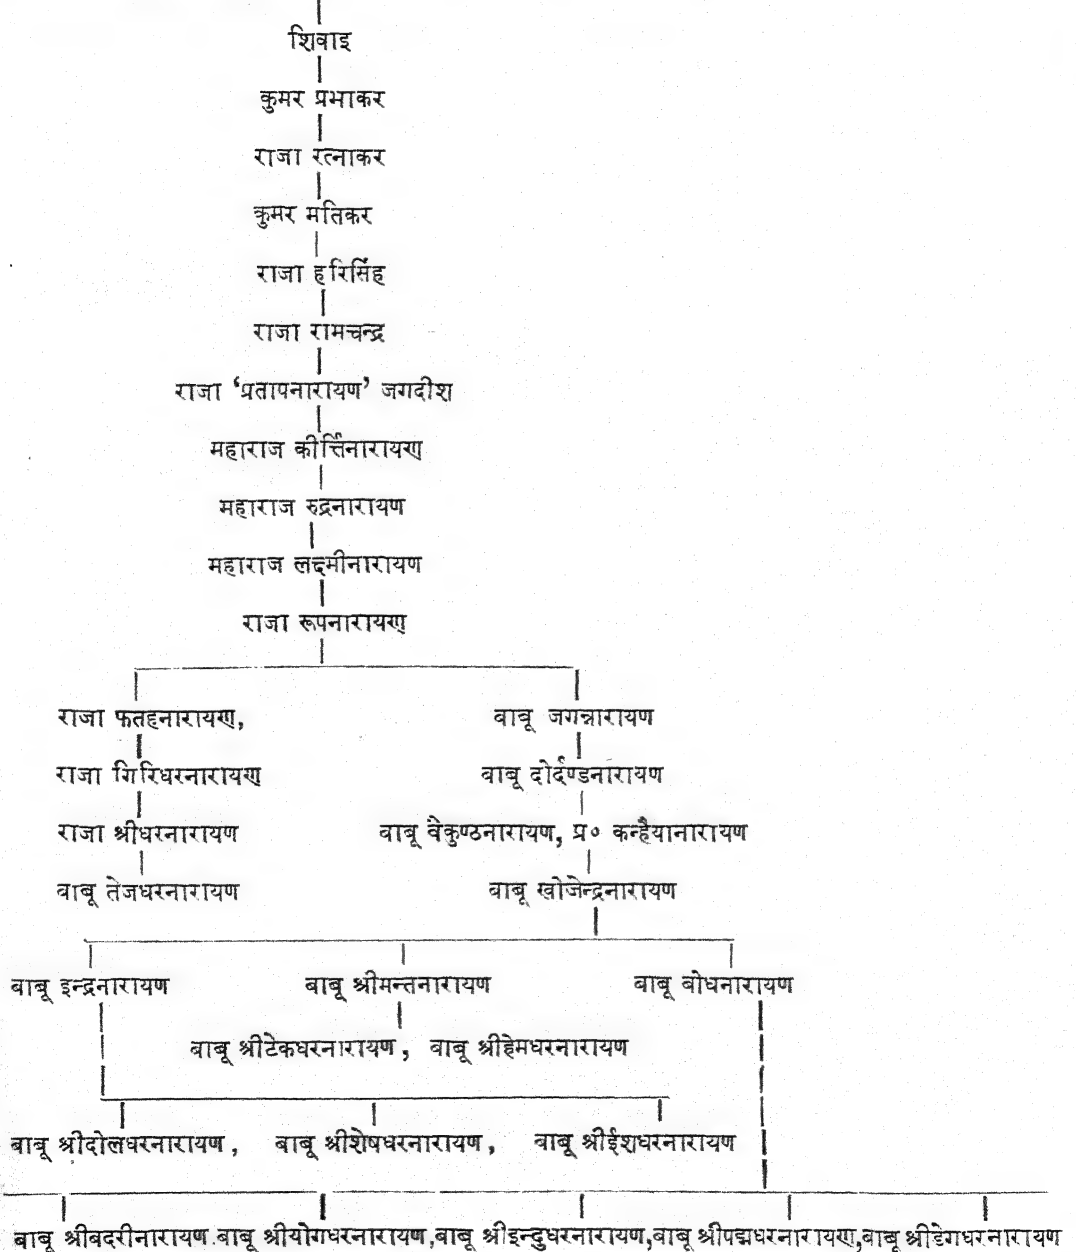 शिवाइ
कुमर प्रभाकर
राजा रत्नाकर
कुमर मतिकर
राजा हरिसिंह
राजा रामचन्द्र
राजा ‘प्रतापनारायण’ जगदीश
महाराज कीर्त्तिनारायण
महाराज रुद्रनारायण
महाराज लक्ष्मीनारायण
राजा रूपनारायण
राजा फतहनारायण, बाबू जगन्नारायण
राजा गिरिधरनारायण बाबू दोर्दण्डनारायण
राजा श्रीधरनारायण बाबू वैकुण्ठनारायण, प्र० कन्हैयानारायण
बाबू तेजधरनारायण बाबू खोजेन्द्रनारायण
बाबू इन्द्रनारायण बाबू श्रीमन्तनारायण बाबू बोधनारायण
बाबू श्रीटेकधरनारायण, बाबू श्रीहेमधरनारायण
बाबू श्रीदोलधरनारायण, बाबू श्रीशेषधरनारायण, बाबू श्रीईशधरनारायण
बाबू श्रीबदरीनारायण.बाबू श्रीयोगधरनारायण,बाबू श्रीइन्दुधरनारायण,बाबू श्रीपद्मधरनारायण,बाबू श्रीडेगधरनारायण